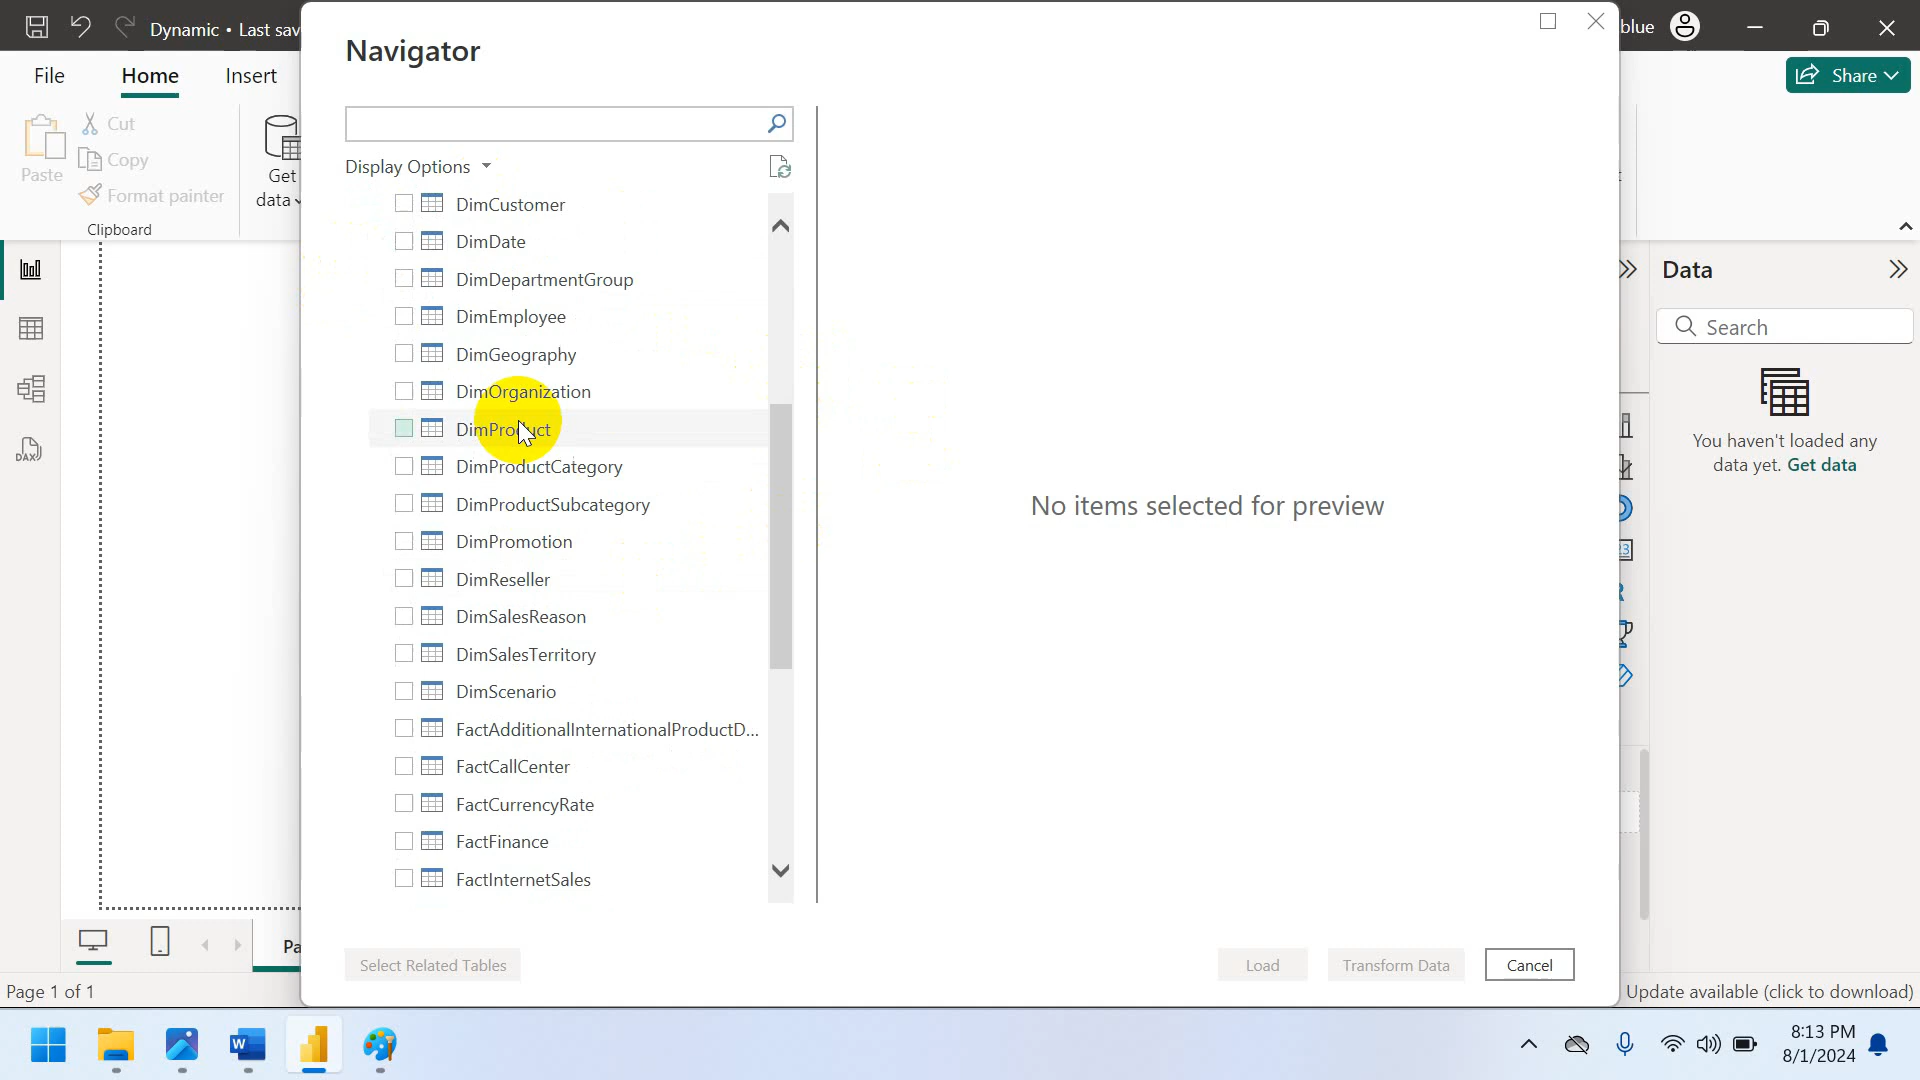 Dynamic • Last sav
blue
File
Home
Insert
Share
Paste
Cut
Copy
Format painter
Clipboard
Get
data
Navigator
Display Options
DimCustomer
DimDate
DimDepartmentGroup
DimEmployee
DimGeography
DimOrganization
DimProduct
DimProductCategory
DimProductSubcategory
DimPromotion
DimReseller
DimSalesReason
DimSalesTerritory
DimScenario
FactAdditionalInternationalProductD...
FactCallCenter
FactCurrencyRate
FactFinance
FactInternetSales
No items selected for preview
Select Related Tables
Load
Transform Data
Cancel
Data
Search
You haven't loaded any
data yet. Get data
DAX
Pa
Page 1 of 1
Update available (click to download)
8:13 PM
8/1/2024